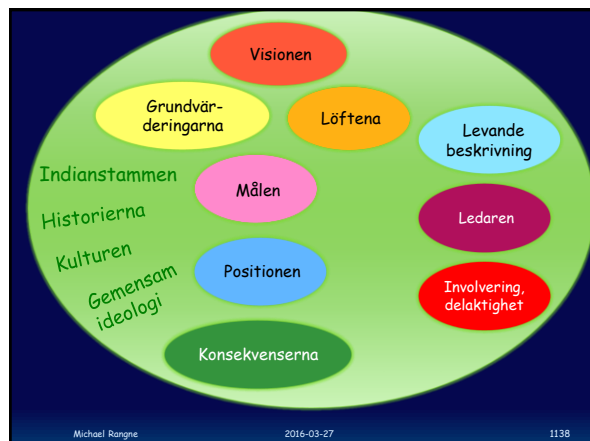 Visionen
Grundvär-
deringarna
Löftena
Levande
beskrivning
Indianstammen
Målen
Historierna
Ledaren
Kulturen
Positionen
Gemensam
ideologi
Involvering,
delaktighet
Konsekvenserna
Michael Rangne 2016-03-27 1138